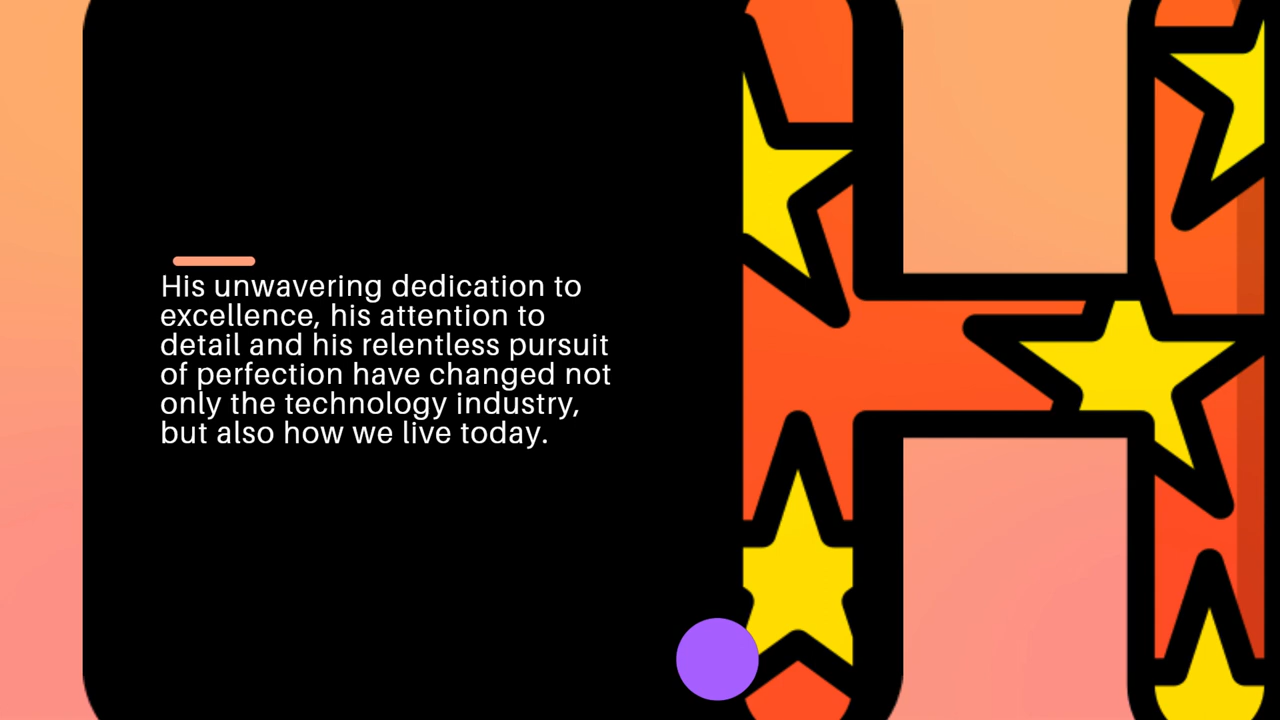 His unwavering dedication to
excellence, his attention to
detail and his relentless pursuit
of perfection have changed not
only the technology industry,
but also how we live today.